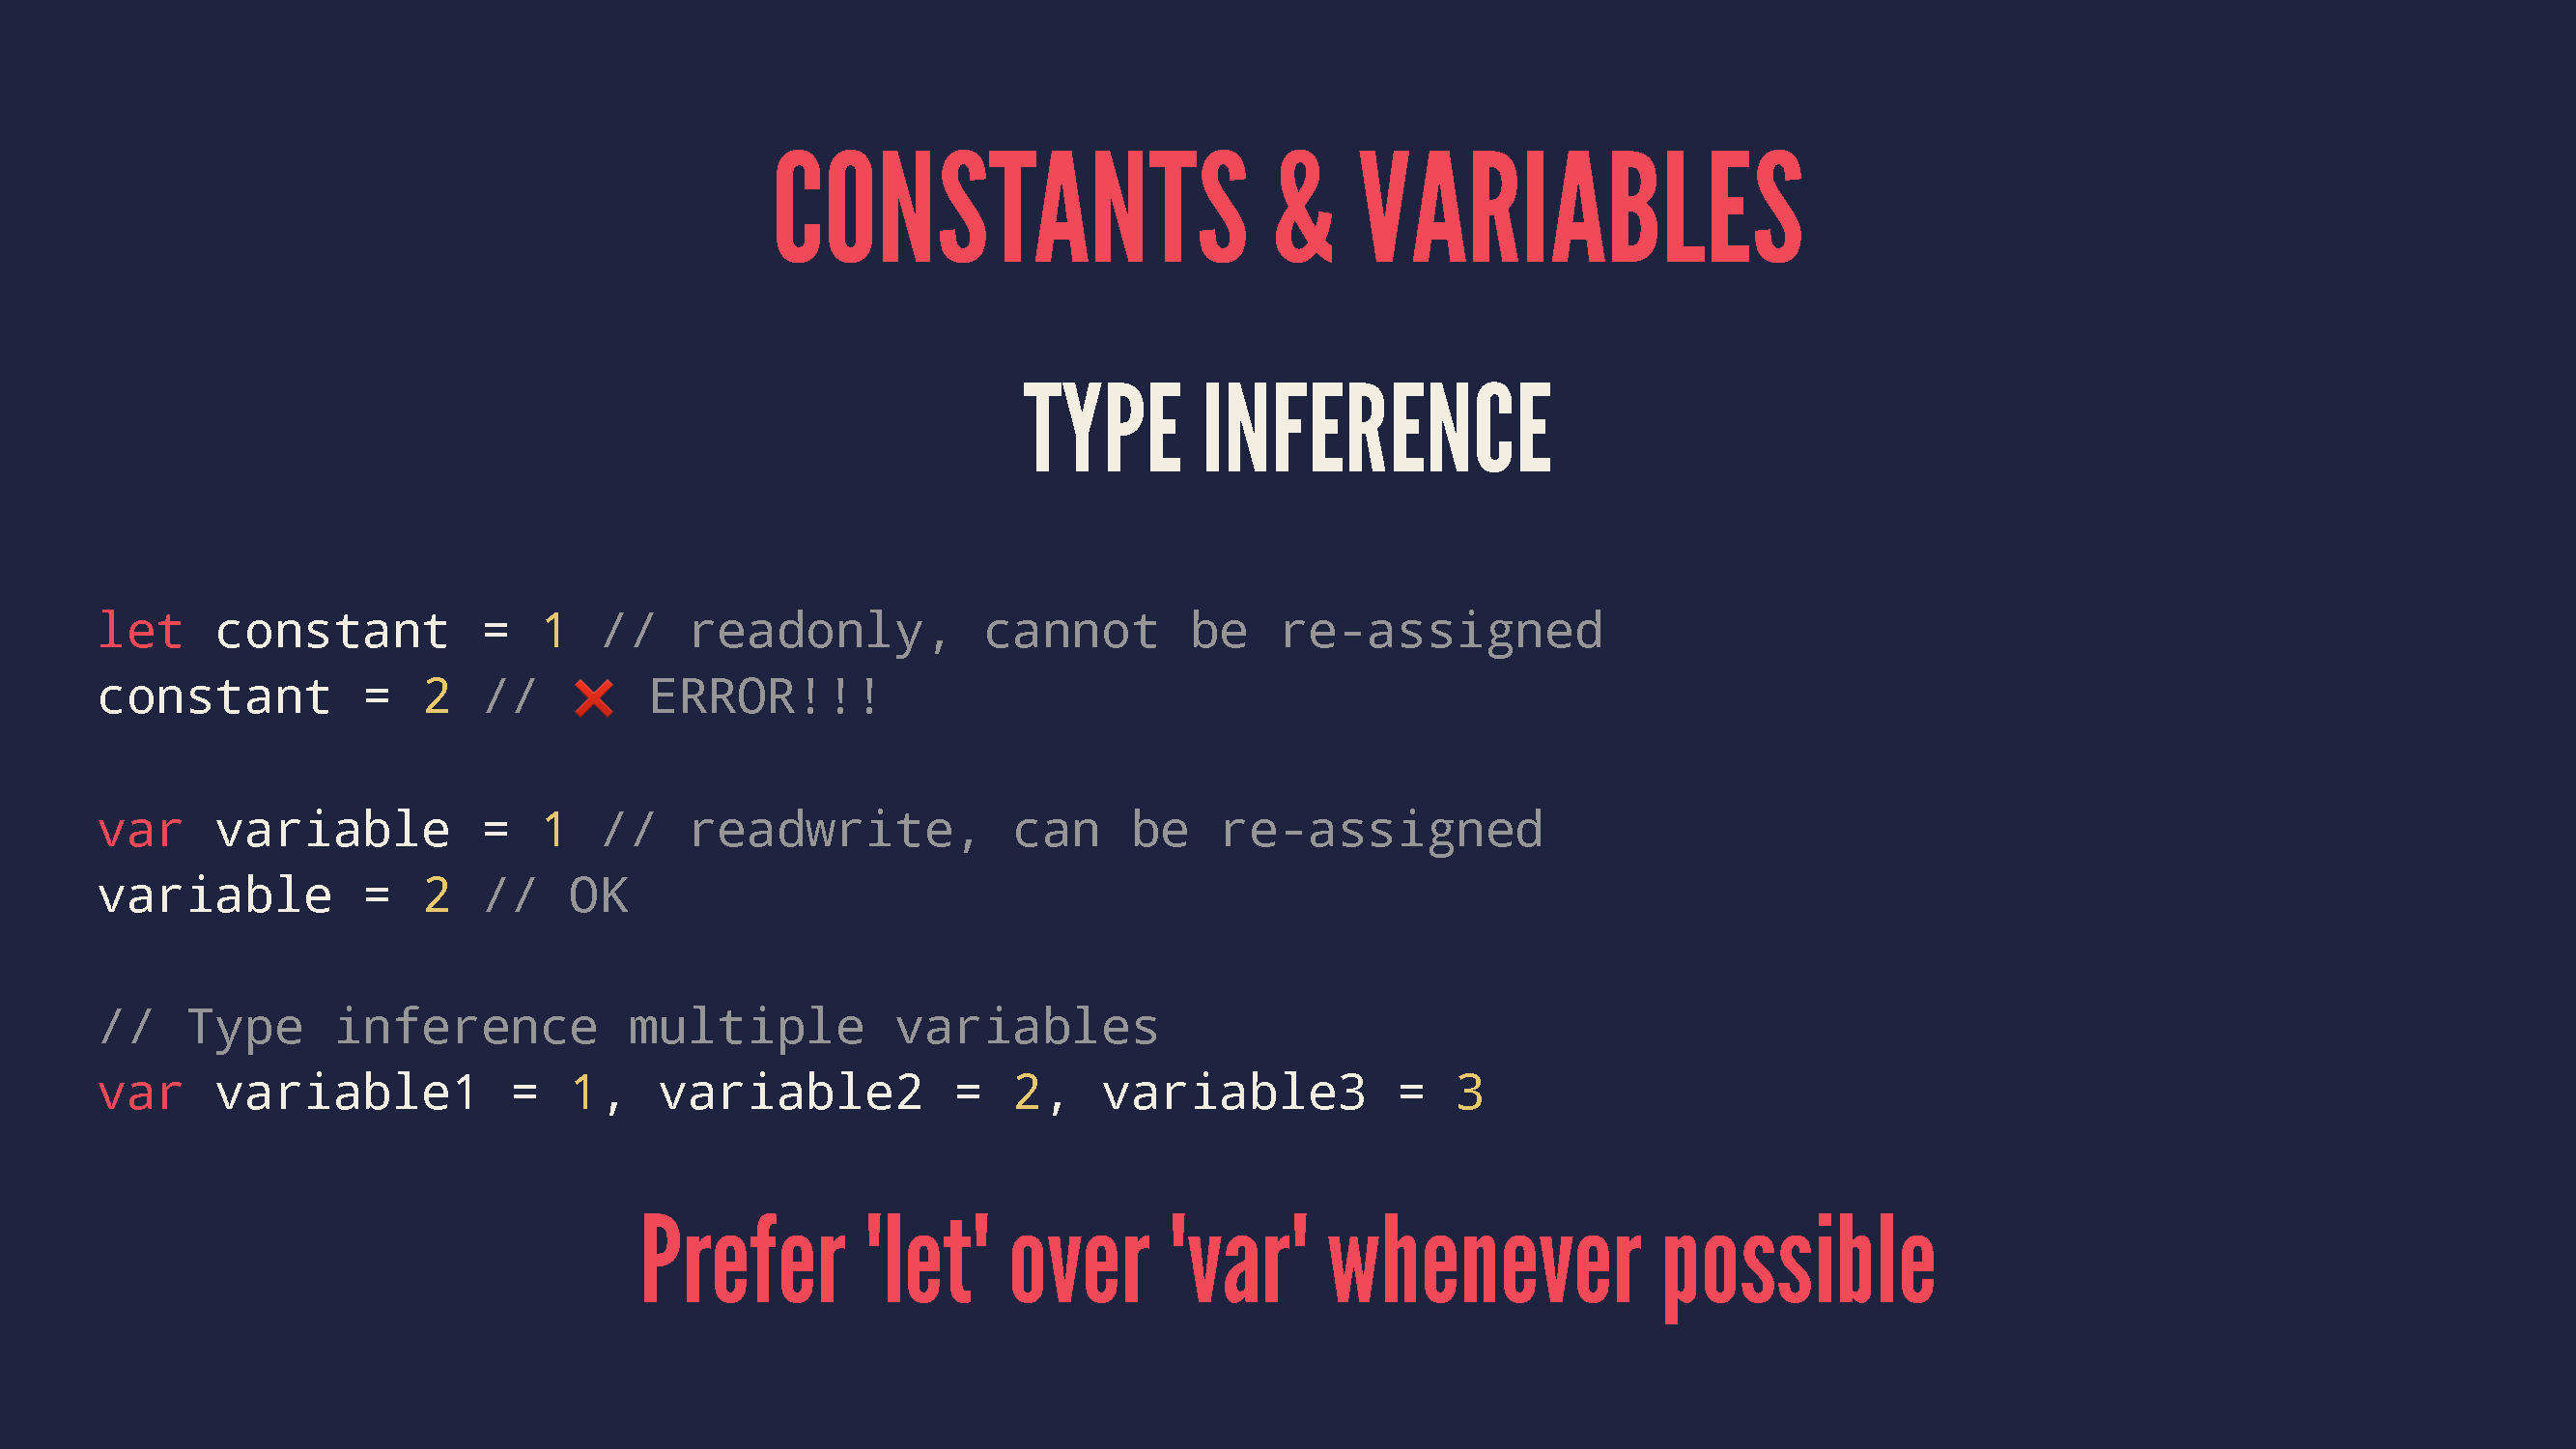 CONSTANTS & VARIABLES
TYPE INFERENCE
let constant = 1 // readonly, cannot be re-assigned
constant = 2 // ❌ ERROR!!!
var variable = 1 // readwrite, can be re-assigned
variable = 2 // OK
// Type inference multiple variables
var variable1 = 1, variable2 = 2, variable3 = 3
Prefer 'let' over 'var' whenever possible